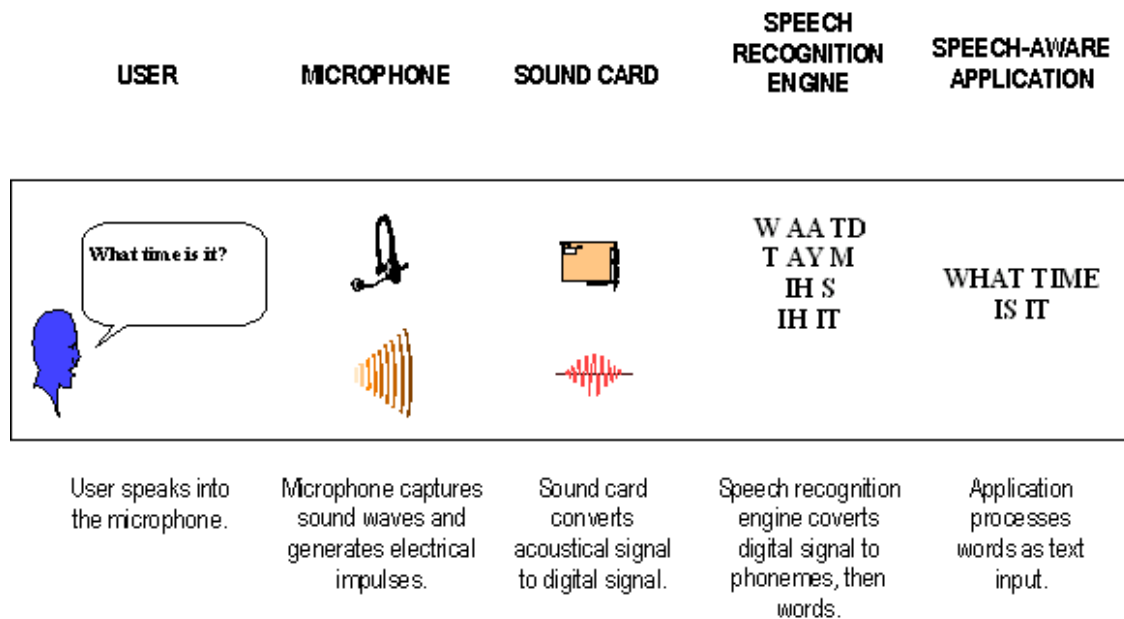 USER
MICROPHONE
SOUND CARD
SPEECH
RECOGNITION
ENGINE
SPEECH-AWARE
APPLICATION
What time is it?
W AA TD
T AY M
IH S
IH IT
WHAT TIME
IS IT
User speaks into
the microphone.
Microphone captures
sound waves and
generates electrical
impulses.
Sound card
converts
acoustical signal
to digital signal.
Speech recognition
engine coverts
digital signal to
phonemes, then
words.
Application
processes
words as text
input.